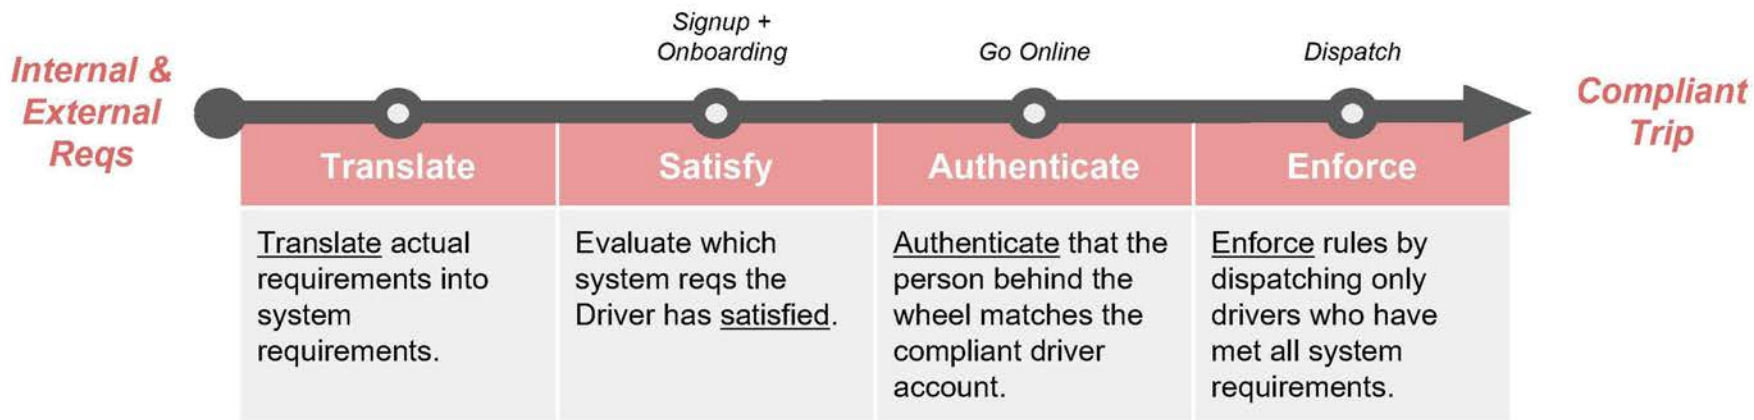 Signup +
Onboarding
Go Online
Dispatch
Internal &
External
Reqs
Compliant
Trip
Translate
Satisfy
Authenticate
Enforce
Translate actual
requirements into
system
requirements.
Evaluate which
system reqs the
Driver has satisfied.
Authenticate that the
person behind the
wheel matches the
compliant driver
account.
Enforce rules by
dispatching only
drivers who have
met all system
requirements.